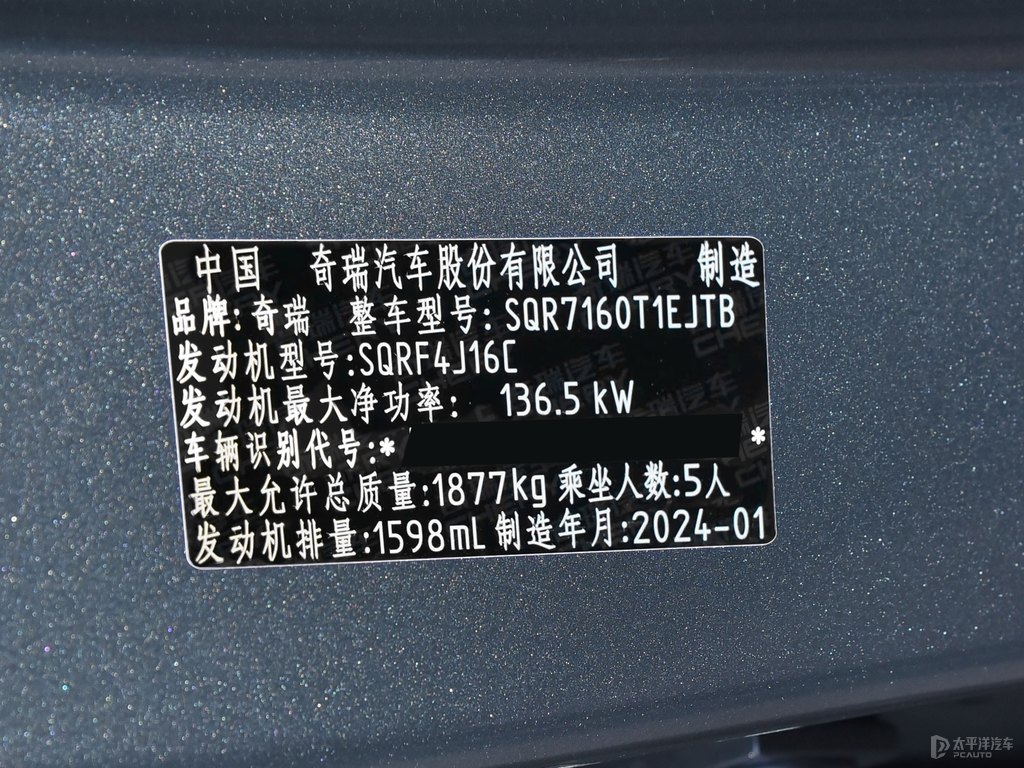 中国 奇瑞汽车股份有限公司 制造
品牌:奇瑞 整车型号:SQR7160T1EJTB
发动机型号:SQRF4J16C
发动机最大净功率: 136.5 kW
车辆识别代号:* *
最大允许总质量:1877kg 乘坐人数:5人
发动机排量:1598mL 制造年月:2024-01
太平洋汽车
PCAUTO